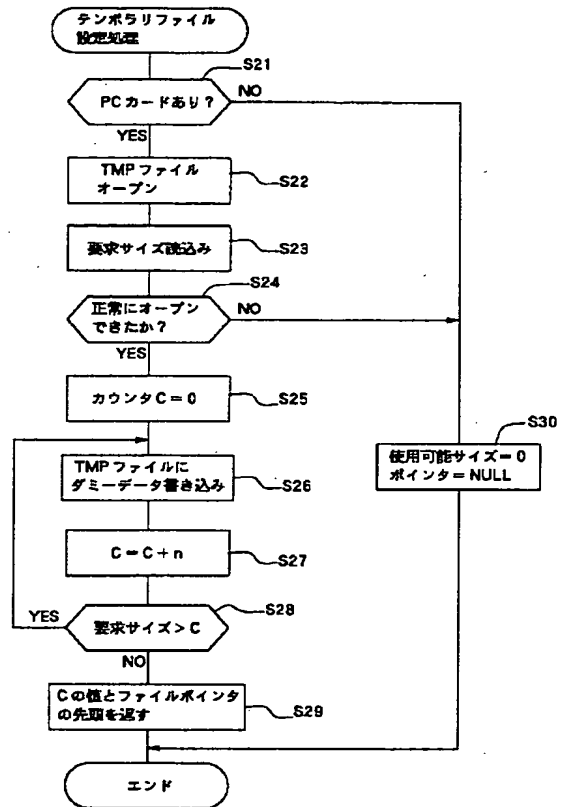 テンポラリファイル
設定処理
S21
PCカードあり?
NO
YES
TMPファイル
オープン
S22
要求サイズ読込み
S23
S24
正常にオープン
できたか?
NO
YES
カウンタC=0
S25
S30
使用可能サイズ=0
ポインタ=NULL
TMPファイルに
ダミーデータ書き込み
S26
C=C+n
S27
S28
YES
要求サイズ>C
NO
Cの値とファイルポインタ
の先頭を返す
S29
エンド